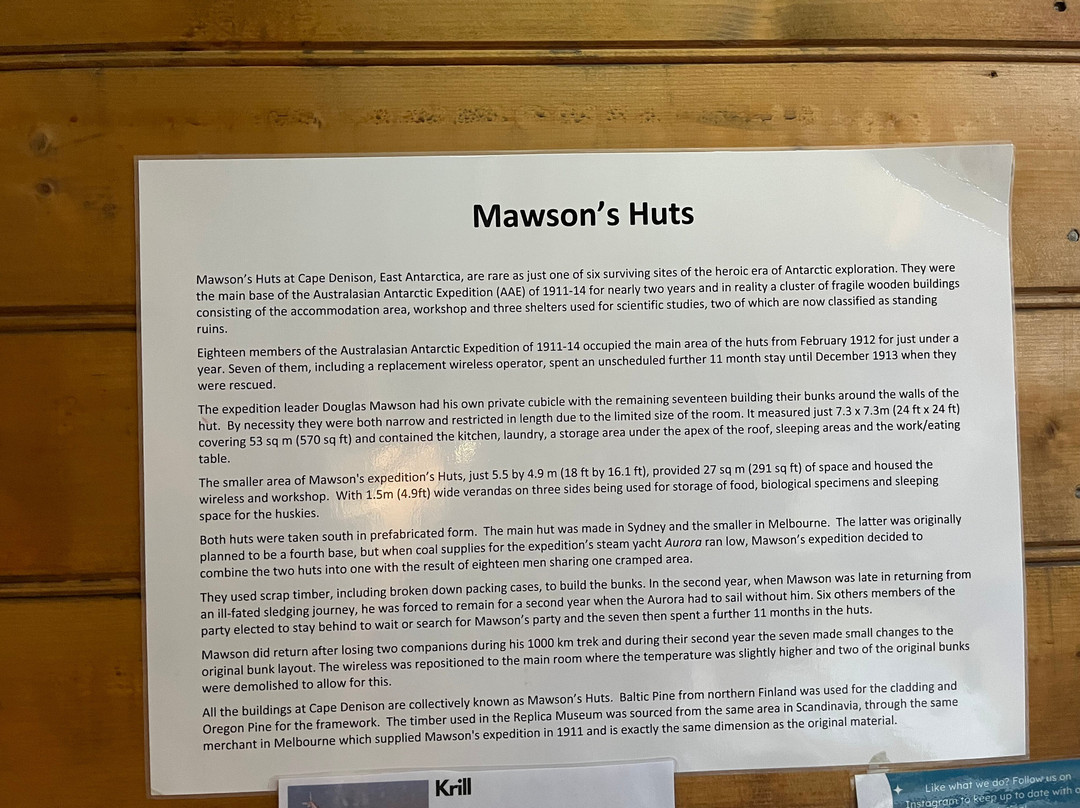 Mawson's Huts
Mawson's Huts at Cape Denison, East Antarctica, are rare as just one of six surviving sites of the heroic era of Antarctic exploration. They were
the main base of the Australasian Antarctic Expedition (AAE) of 1911-14 for nearly two years and in reality a cluster of fragile wooden buildings
consisting of the accommodation area, workshop and three shelters used for scientific studies, two of which are now classified as standing
ruins.
Eighteen members of the Australasian Antarctic Expedition of 1911-14 occupied the main area of the huts from February 1912 for just under a
year. Seven of them, including a replacement wireless operator, spent an unscheduled further 11 month stay until December 1913 when they
were rescued.
The expedition leader Douglas Mawson had his own private cubicle with the remaining seventeen building their bunks around the walls of the
hut. By necessity they were both narrow and restricted in length due to the limited size of the room. It measured just 7.3 x 7.3m (24 ft x 24 ft)
covering 53 sq m (570 sq ft) and contained the kitchen, laundry, a storage area under the apex of the roof, sleeping areas and the work/eating
table.
The smaller area of Mawson's expedition's Huts, just 5.5 by 4.9 m (18 ft by 16.1 ft), provided 27 sq m (291 sq ft) of space and housed the
wireless and workshop. With 1.5m (4.9ft) wide verandas on three sides being used for storage of food, biological specimens and sleeping
space for the huskies.
Both huts were taken south in prefabricated form. The main hut was made in Sydney and the smaller in Melbourne. The latter was originally
planned to be a fourth base, but when coal supplies for the expedition's steam yacht Aurora ran low, Mawson's expedition decided to
combine the two huts into one with the result of eighteen men sharing one cramped area.
They used scrap timber, including broken down packing cases, to build the bunks. In the second year, when Mawson was late in returning from
an ill-fated sledging journey, he was forced to remain for a second year when the Aurora had to sail without him. Six others members of the
party elected to stay behind to wait or search for Mawson's party and the seven then spent a further 11 months in the huts.
Mawson did return after losing two companions during his 1000 km trek and during their second year the seven made small changes to the
original bunk layout. The wireless was repositioned to the main room where the temperature was slightly higher and two of the original bunks
were demolished to allow for this.
All the buildings at Cape Denison are collectively known as Mawson's Huts. Baltic Pine from northern Finland was used for the cladding and
Oregon Pine for the framework. The timber used in the Replica Museum was sourced from the same area in Scandinavia, through the same
merchant in Melbourne which supplied Mawson's expedition in 1911 and is exactly the same dimension as the original material.
Krill
Like what we do? Follow us on
Instagram to keep up to date with